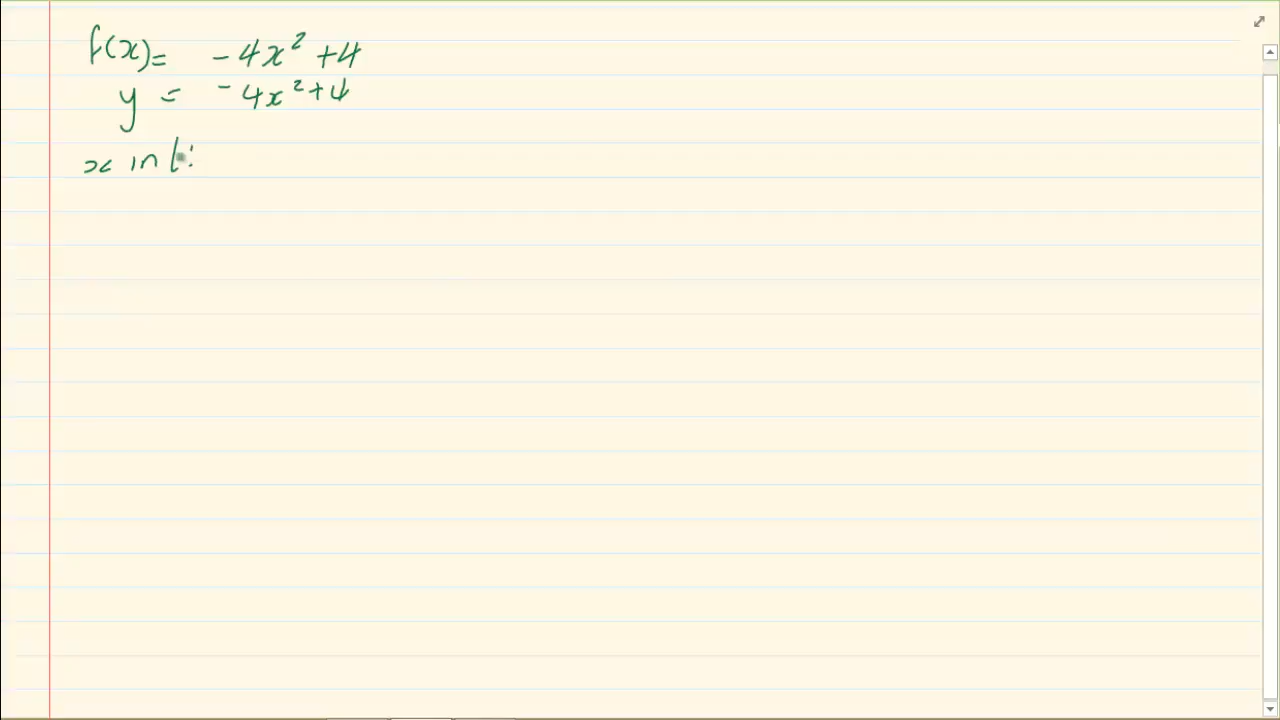 f(x) = -4x² +4
y = -4x² +4
x int: